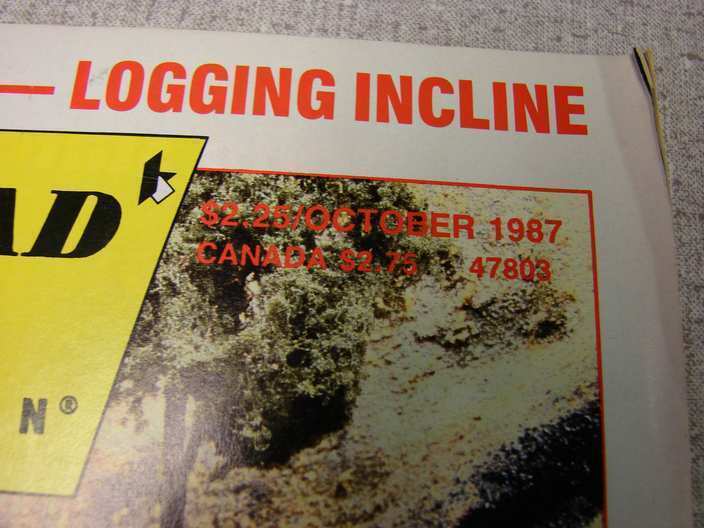 — LOGGING INCLINE
AD
$2.25/OCTOBER 1987
CANADA $2.75 47803
N®